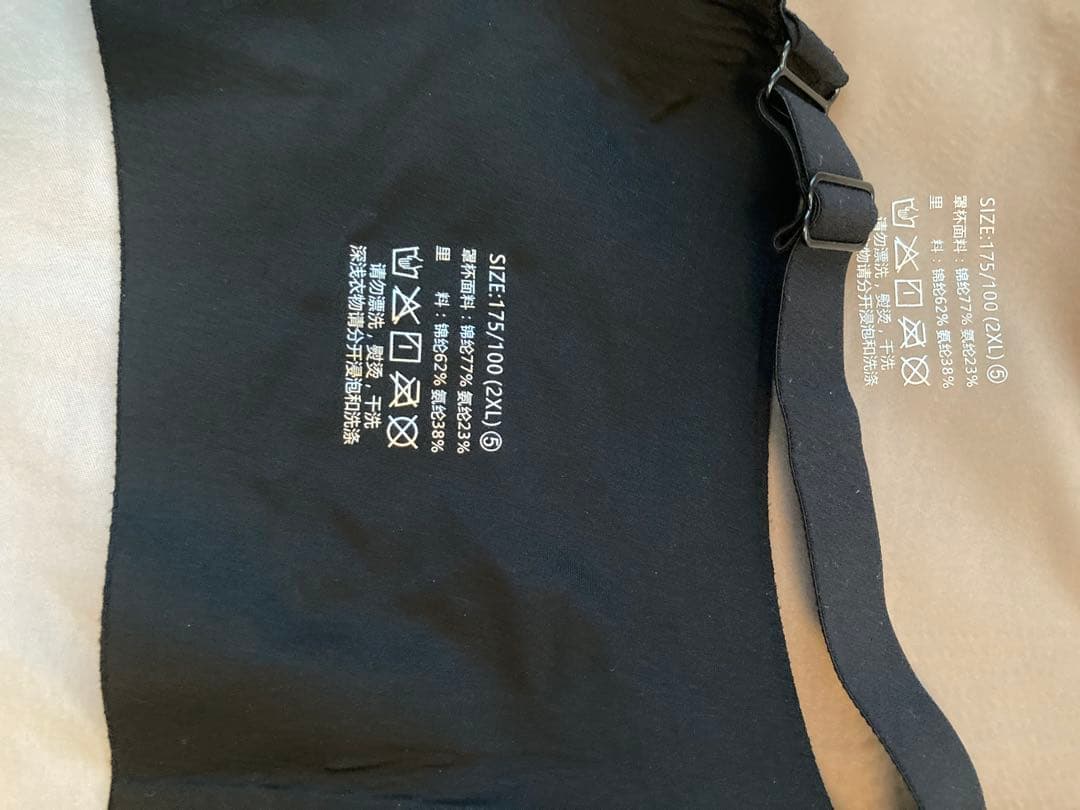 SIZE:175/100 (2XL) ⑤
罩杯面料：锦纶77% 氨纶23%
里 料：锦纶62% 氨纶38%
请勿漂洗，熨烫，干洗
深浅衣物请分开浸泡和洗涤
SIZE:175/100 (2XL) ⑤
罩杯面料：锦纶77% 氨纶23%
里 料：锦纶62% 氨纶38%
请勿漂洗，熨烫，干洗
物请分开浸泡和洗涤